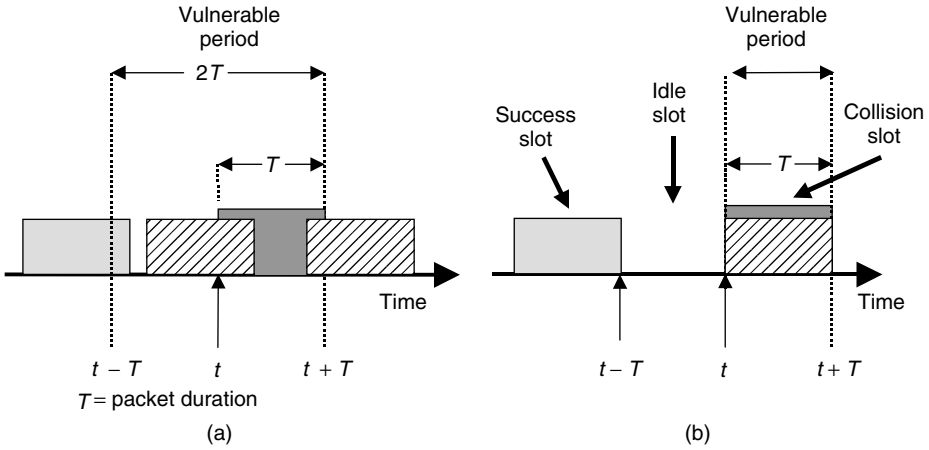 Vulnerable
period
2T
T
Time
t – T
t
t + T
T = packet duration
(a)
Vulnerable
period
Success
slot
Idle
slot
Collision
slot
T
Time
t – T
t
t + T
(b)